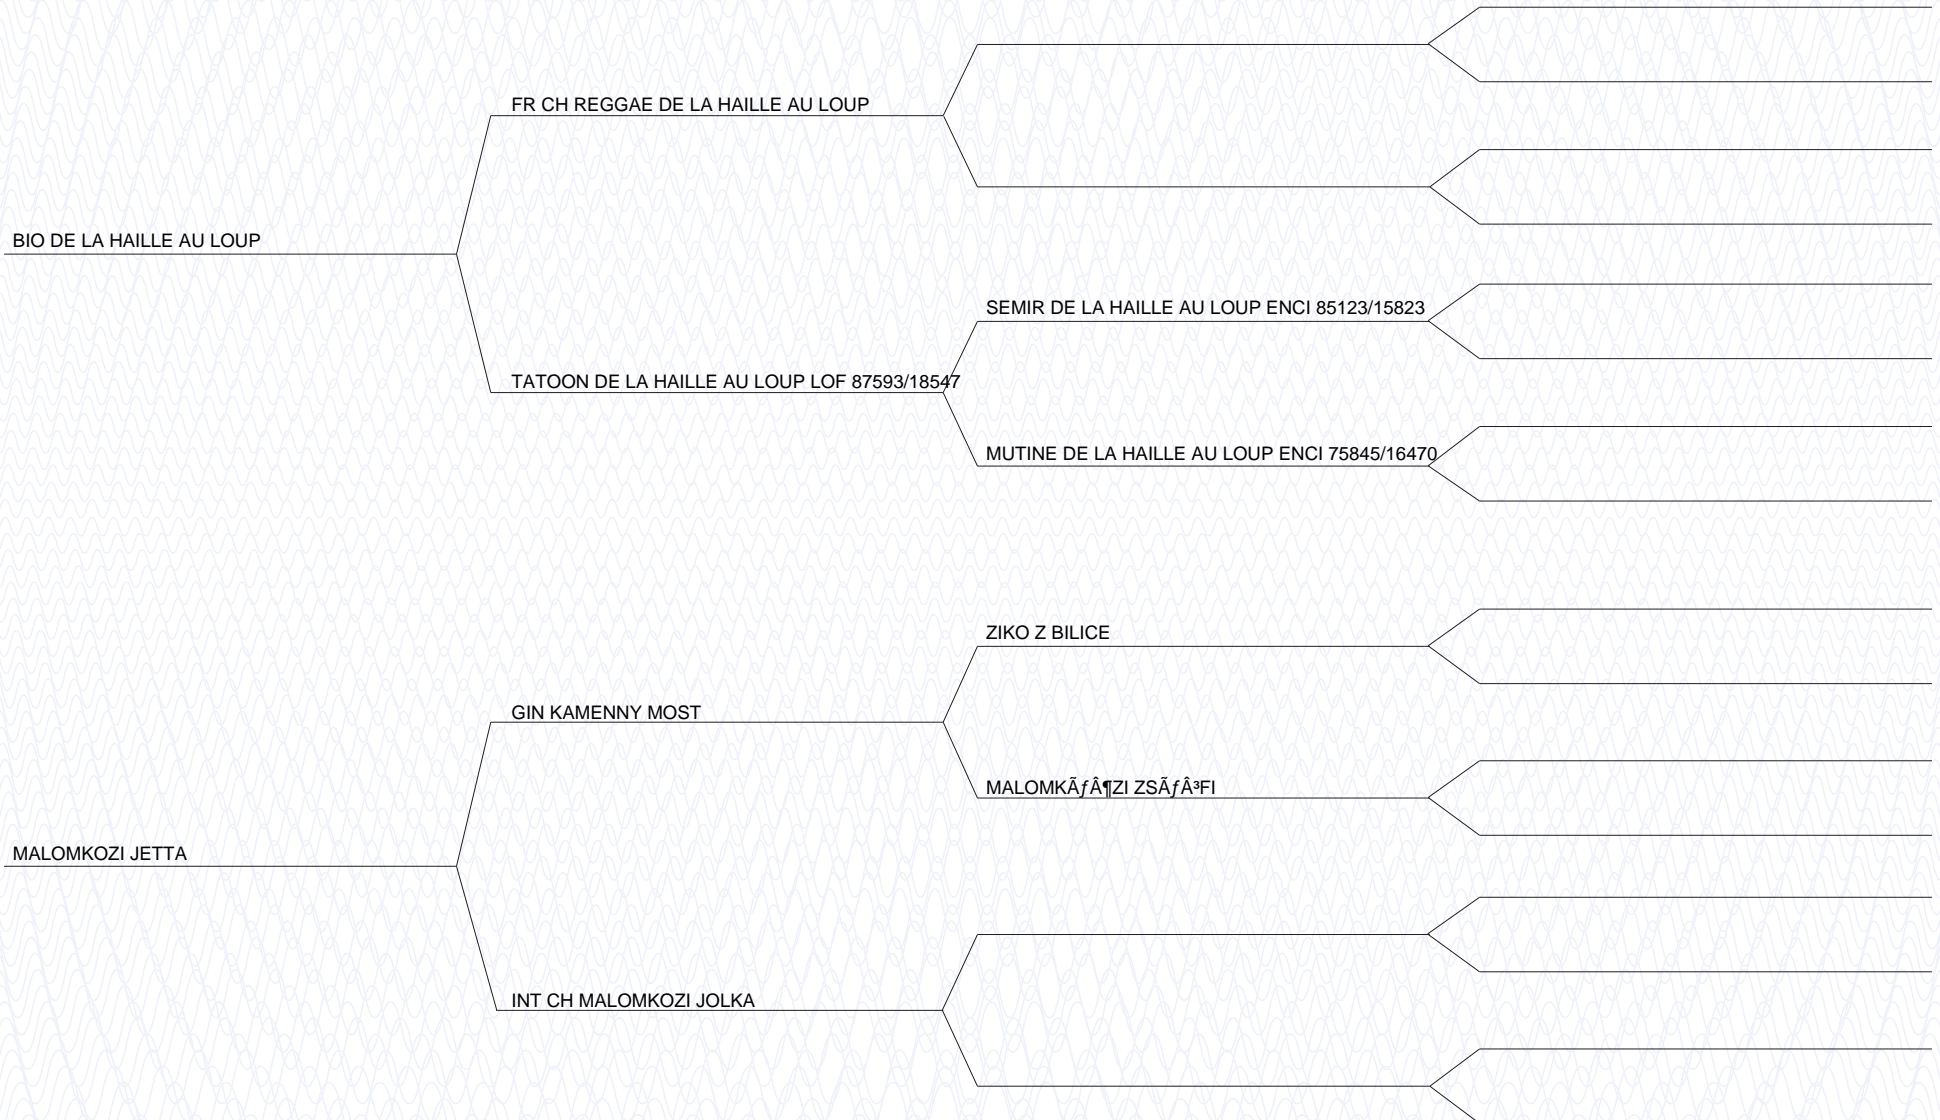 FR CH REGGAE DE LA HAILLE AU LOUP
BIO DE LA HAILLE AU LOUP
SEMIR DE LA HAILLE AU LOUP ENCI 85123/15823
TATOON DE LA HAILLE AU LOUP LOF 87593/18547
MUTINE DE LA HAILLE AU LOUP ENCI 75845/16470
ZIKO Z BILICE
GIN KAMENNY MOST
MALOMKÃƒÂ¶ZI ZSÃƒÂ³FI
MALOMKOZI JETTA
INT CH MALOMKOZI JOLKA